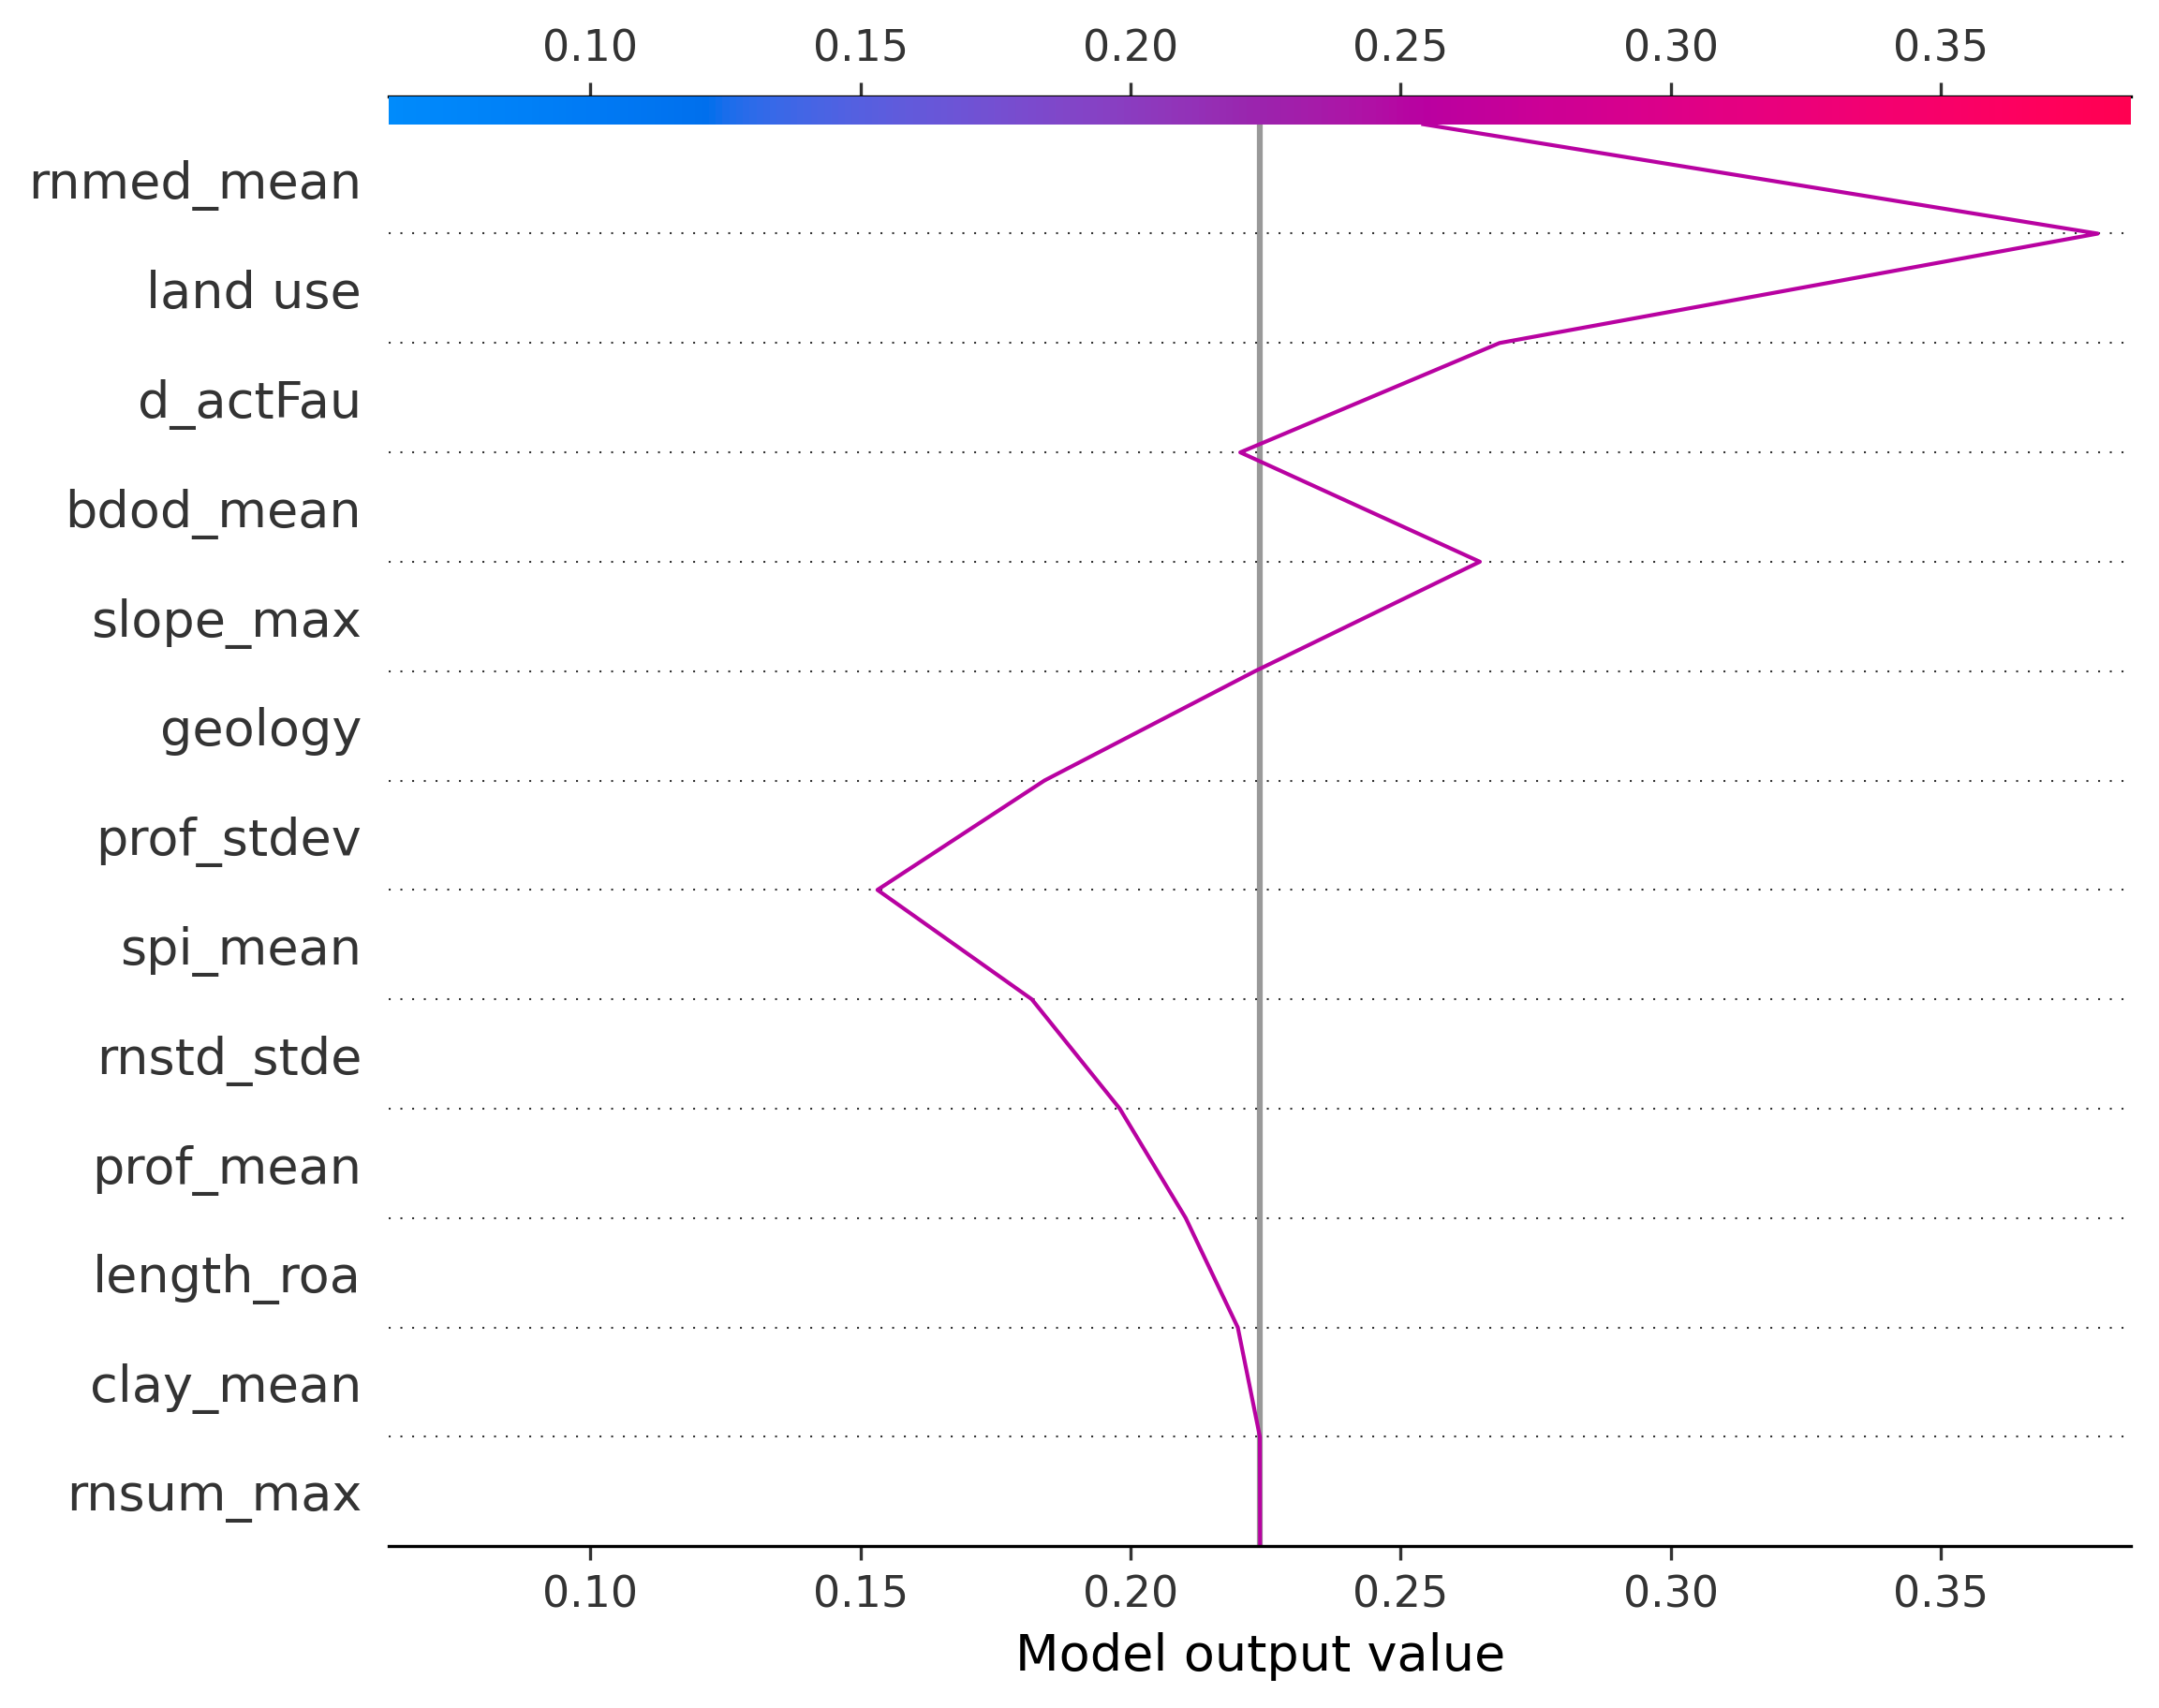 0.10 0.15 0.20 0.25 0.30 0.35
rnmed_mean
land use
d_actFau
bdod_mean
slope_max
geology
prof_stdev
spi_mean
rnstd_stde
prof_mean
length_roa
clay_mean
rnsum_max
0.10 0.15 0.20 0.25 0.30 0.35
Model output value